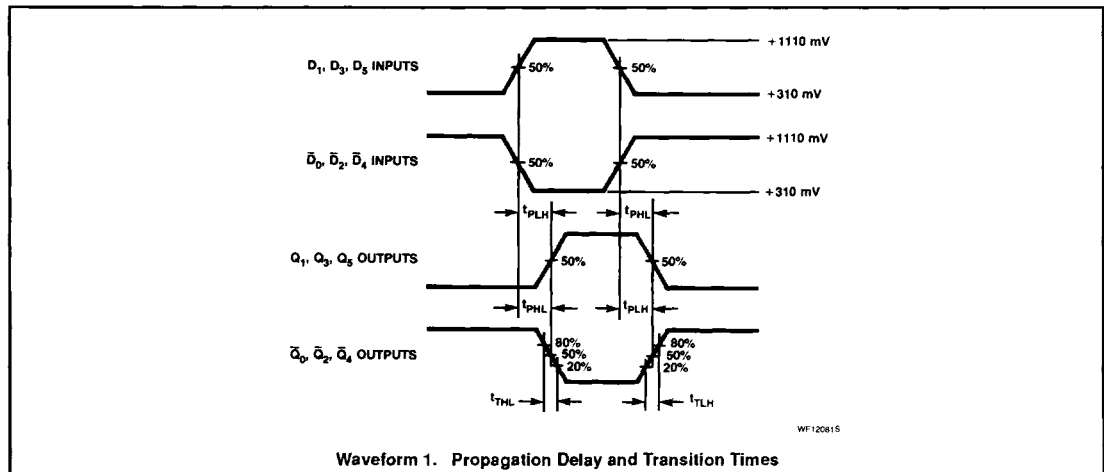 +1110 mV
D₁, D₃, D₅ INPUTS
50%
50%
+310 mV
+1110 mV
D̄₀, D̄₂, D̄₄ INPUTS
50%
50%
+310 mV
tPLH
tPHL
Q₁, Q₃, Q₅ OUTPUTS
50%
50%
tPHL
tPLH
Q̄₀, Q̄₂, Q̄₄ OUTPUTS
80%
50%
20%
80%
50%
20%
tTHL
tTLH
WF12081S
Waveform 1. Propagation Delay and Transition Times